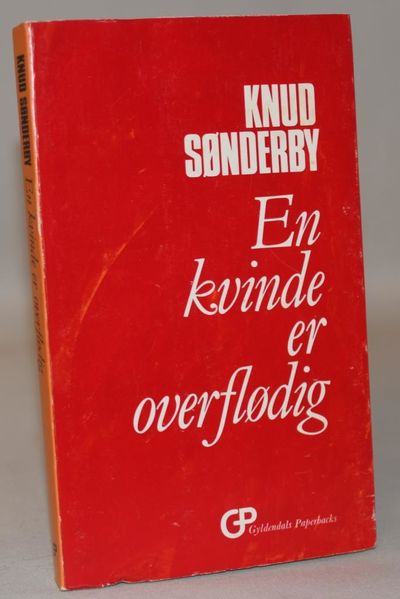 KNUD
SØNDERBY
En
kvinde
er
overflødig
GP Gyldendals Paperbacks
KNUD SØNDERBY En kvinde er overflødig